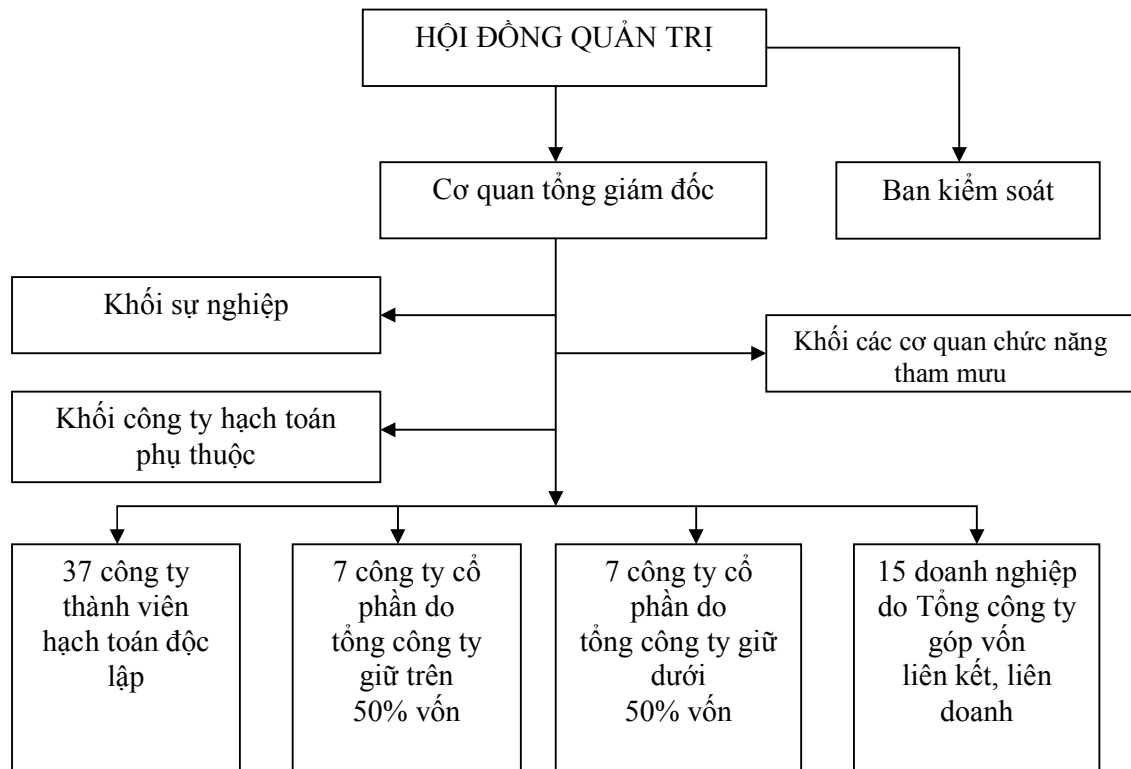 HỘI ĐỒNG QUẢN TRỊ
Cơ quan tổng giám đốc
Ban kiểm soát
Khối sự nghiệp
Khối các cơ quan chức năng
tham mưu
Khối công ty hạch toán
phụ thuộc
37 công ty
thành viên
hạch toán độc
lập
7 công ty cổ
phần do
tổng công ty
giữ trên
50% vốn
7 công ty cổ
phần do
tổng công ty giữ
dưới
50% vốn
15 doanh nghiệp
do Tổng công ty
góp vốn
liên kết, liên
doanh